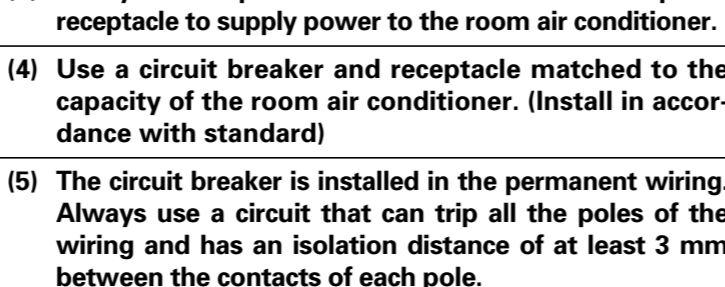 receptacle to supply power to the room air conditioner.
(4) Use a circuit breaker and receptacle matched to the
capacity of the room air conditioner. (Install in accor-
dance with standard)
(5) The circuit breaker is installed in the permanent wiring.
Always use a circuit that can trip all the poles of the
wiring and has an isolation distance of at least 3 mm
between the contacts of each pole.